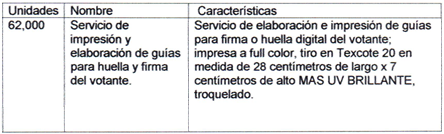 Unidades Nombre Características
62,000 Servicio de Servicio de elaboración e impresión de guías
impresión y para firma o huella digital del votante;
elaboración de guías impresa a full color, tiro en Texcote 20 en
para huella y firma medida de 28 centímetros de largo x 7
del votante. centímetros de alto MAS UV BRILLANTE,
troquelado.